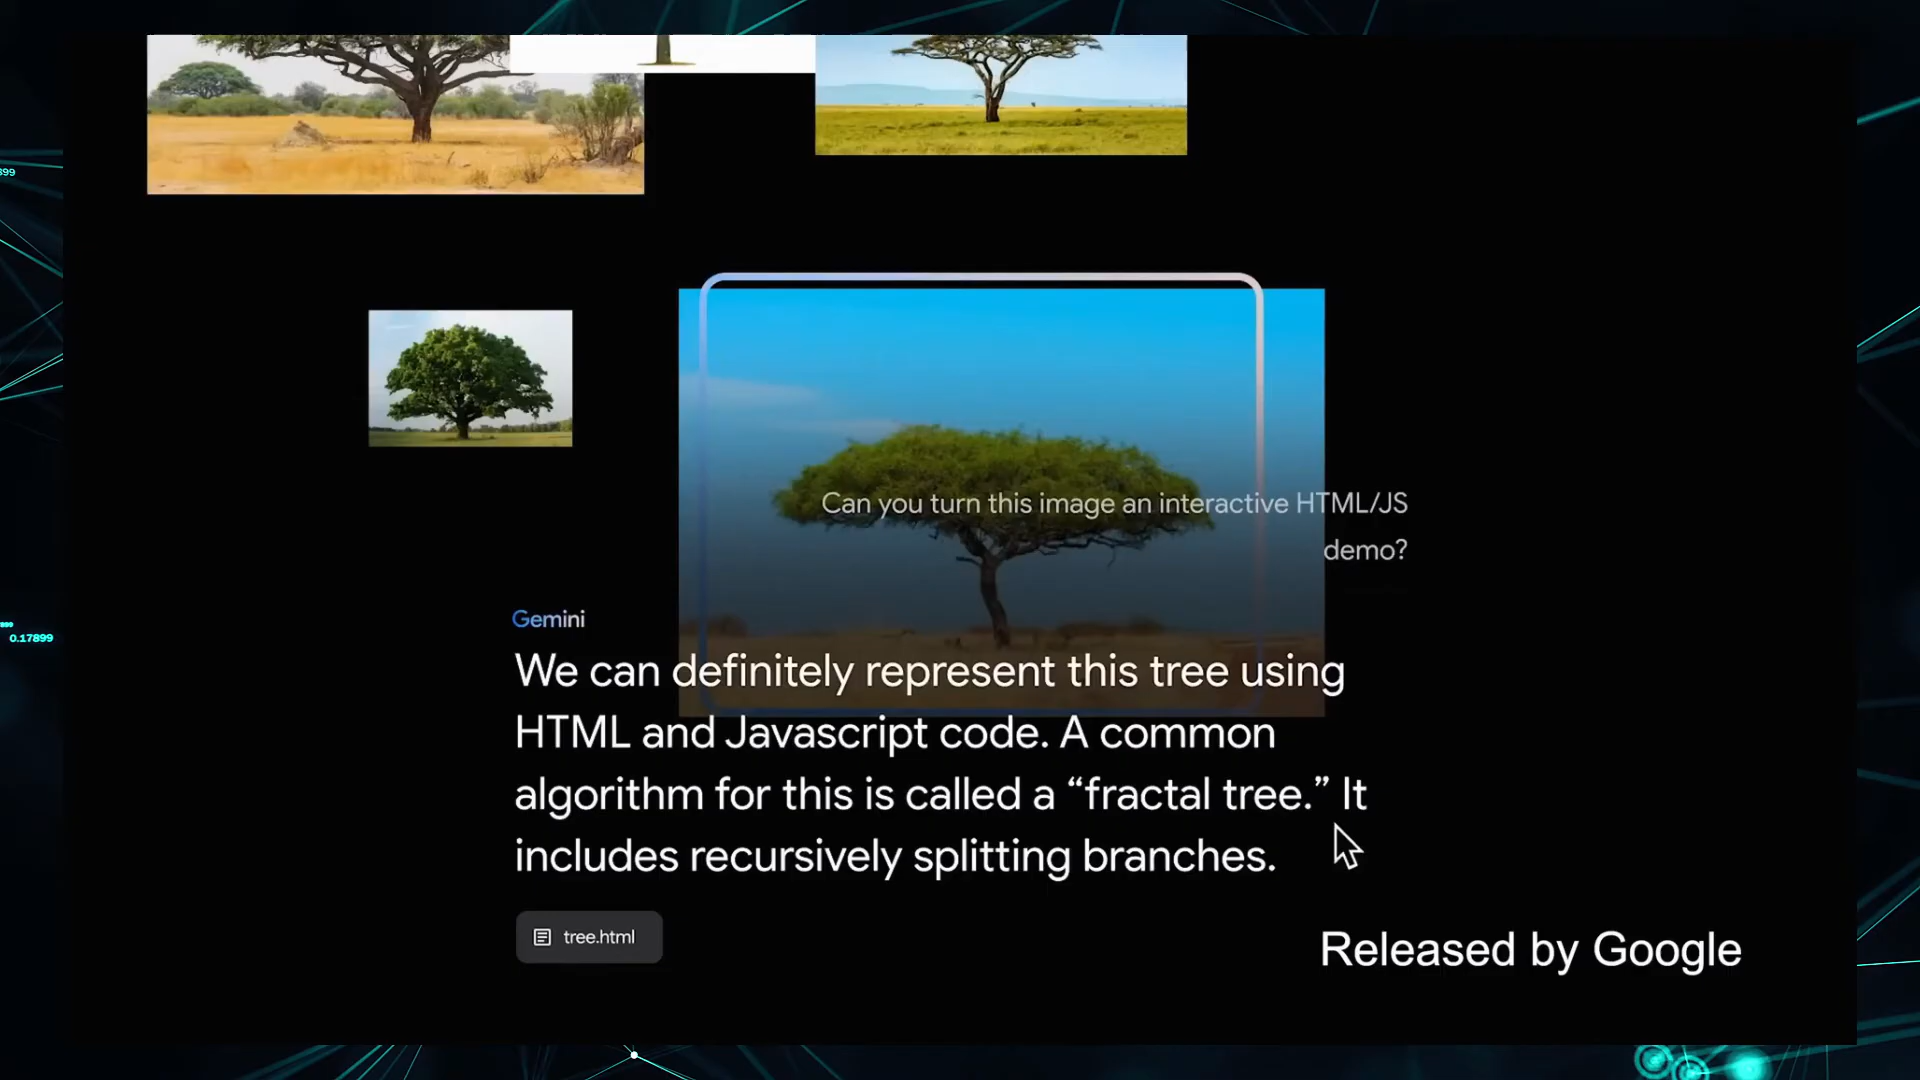 899
Can you turn this image an interactive HTML/JS
demo?
Gemini
999
0.17899
We can definitely represent this tree using
HTML and Javascript code. A common
algorithm for this is called a “fractal tree.” It
includes recursively splitting branches.
tree.html
Released by Google